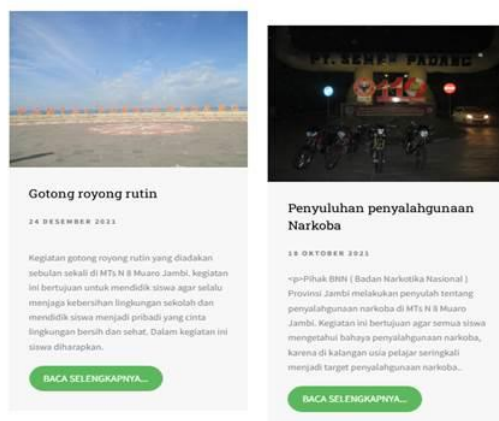 Gotong royong rutin
24 DESEMBER 2021
Kegiatan gotong royong rutin yang diadakan
sebulan sekali di MTs.N 8 Muaro Jambi. kegiatan
ini bertujuan untuk mendidik siswa agar selalu
menjaga kebersihan lingkungan sekolah dan
mendidik siswa menjadi pribadi yang cinta
lingkungan bersih dan sehat. Dalam kegiatan ini
siswa diharapkan.
BACA SELENGKAPNYA...
PT. SEMEN PADANG
Penyuluhan penyalahgunaan
Narkoba
18 OKTOBER 2021
<p>Pihak BNN ( Badan Narkotika Nasional )
Provinsi Jambi melakukan penyulah tentang
penyalahgunaan narkoba di MTs N 8 Muaro
Jambi. Kegiatan ini bertujuan agar semua siswa
mengetahui bahaya penyalahgunaan narkoba,
karena di kalangan usia pelajar seringkali
menjadi target penyalahgunaan narkoba..
BACA SELENGKAPNYA...